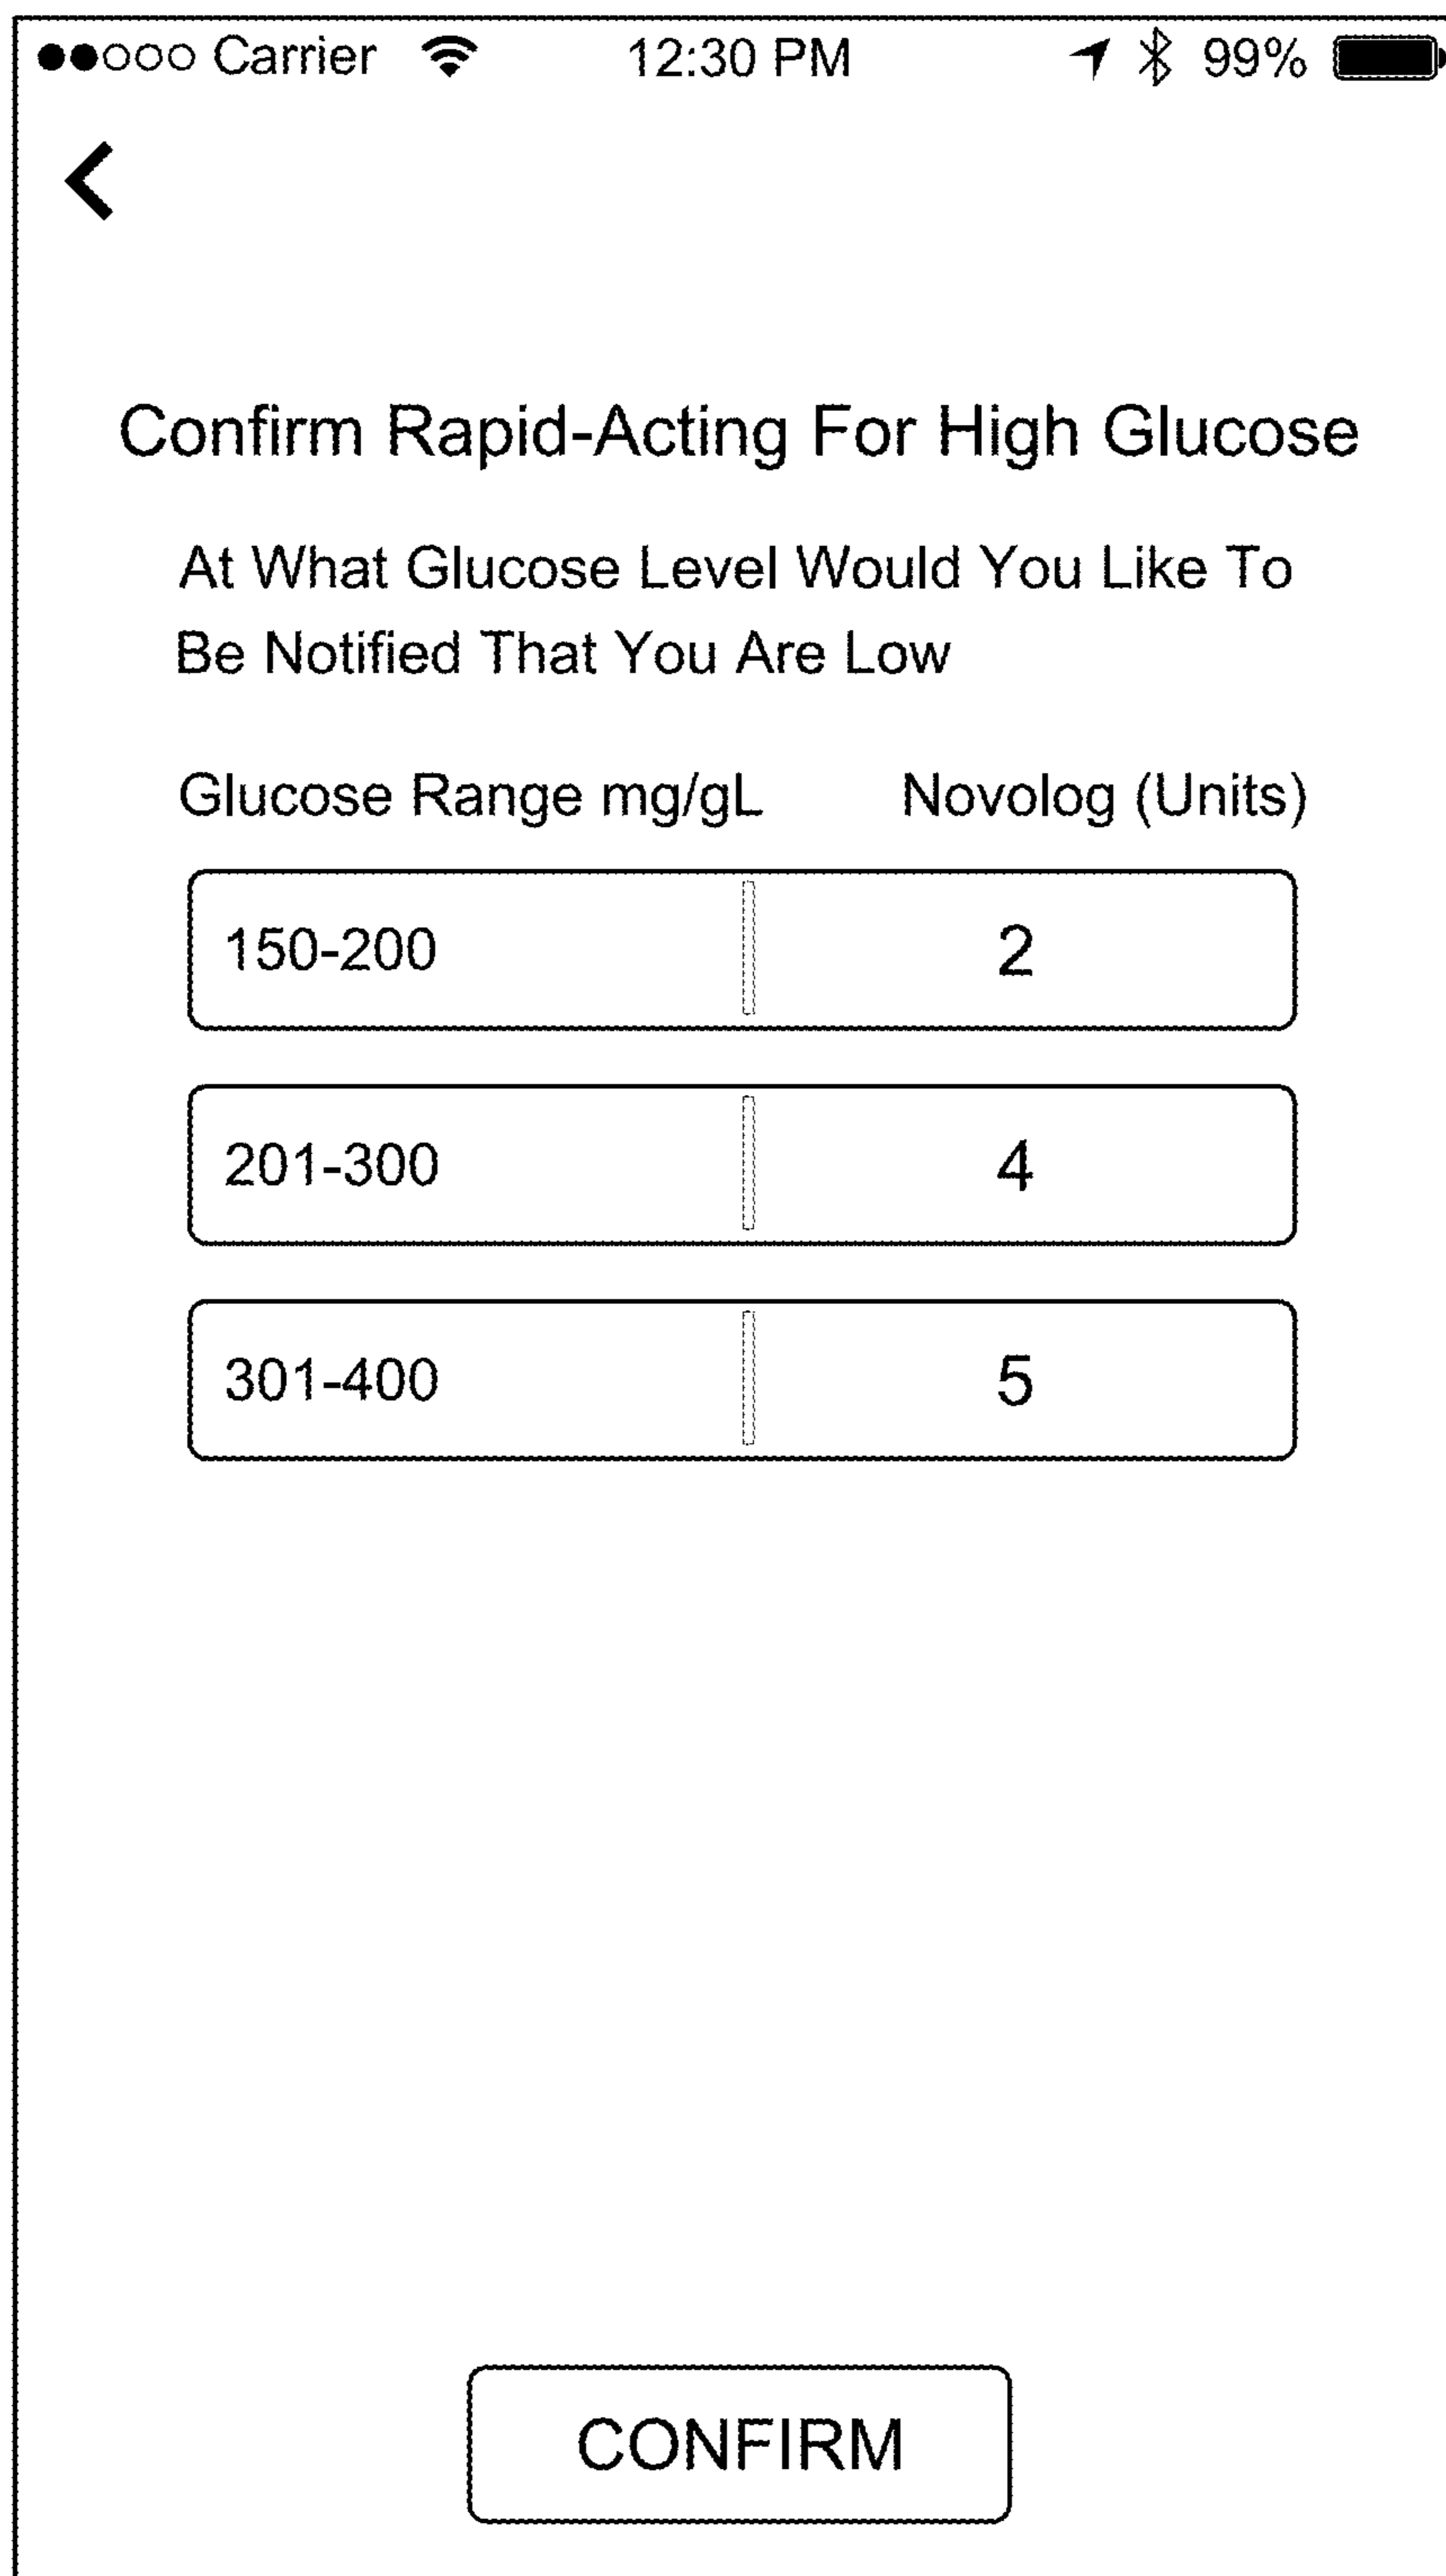 Carrier 12:30 PM 99%
Confirm Rapid-Acting For High Glucose
At What Glucose Level Would You Like To
Be Notified That You Are Low
Glucose Range mg/gL Novolog (Units)
150-200 2
201-300 4
301-400 5
CONFIRM